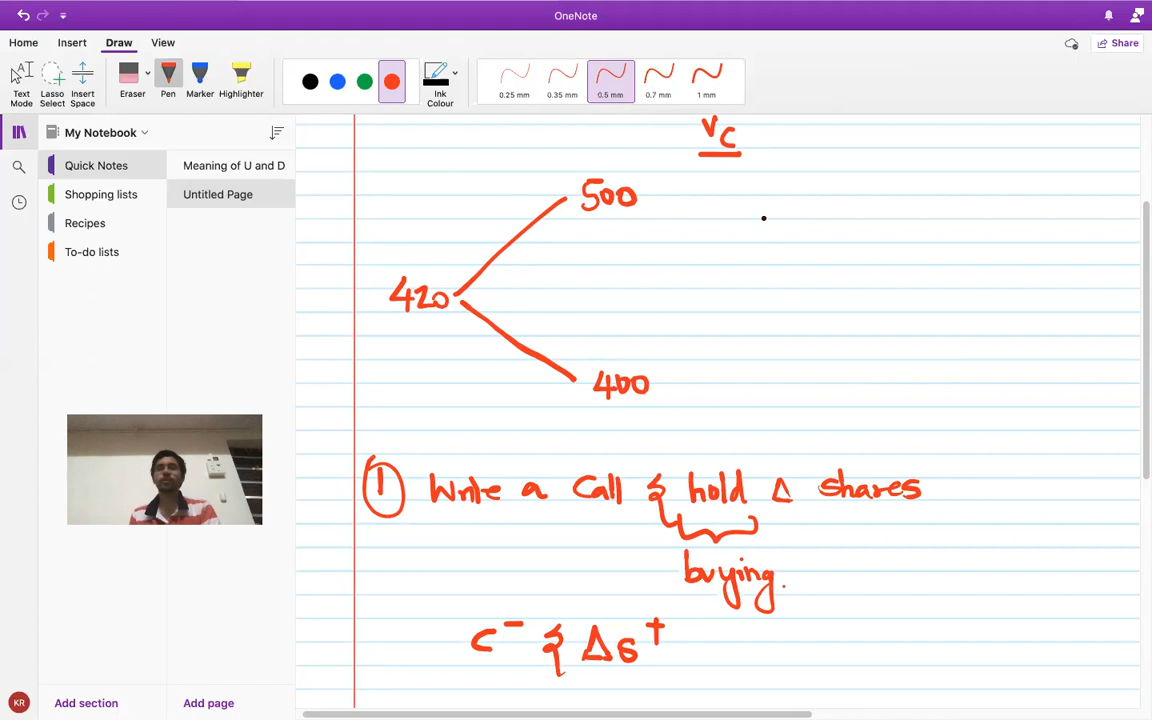 OneNote
Home Insert Draw View
Share
Text Mode
Lasso Select
Insert Space
Eraser
Pen
Marker
Highlighter
Ink Colour
0.25 mm 0.35 mm 0.5 mm 0.7 mm 1 mm
My Notebook
Quick Notes
Shopping lists
Recipes
To-do lists
Meaning of U and D
Untitled Page
Vc
500
420
400
① Write a Call & hold Δ shares
buying.
C⁻ & Δs⁺
KR
Add section
Add page